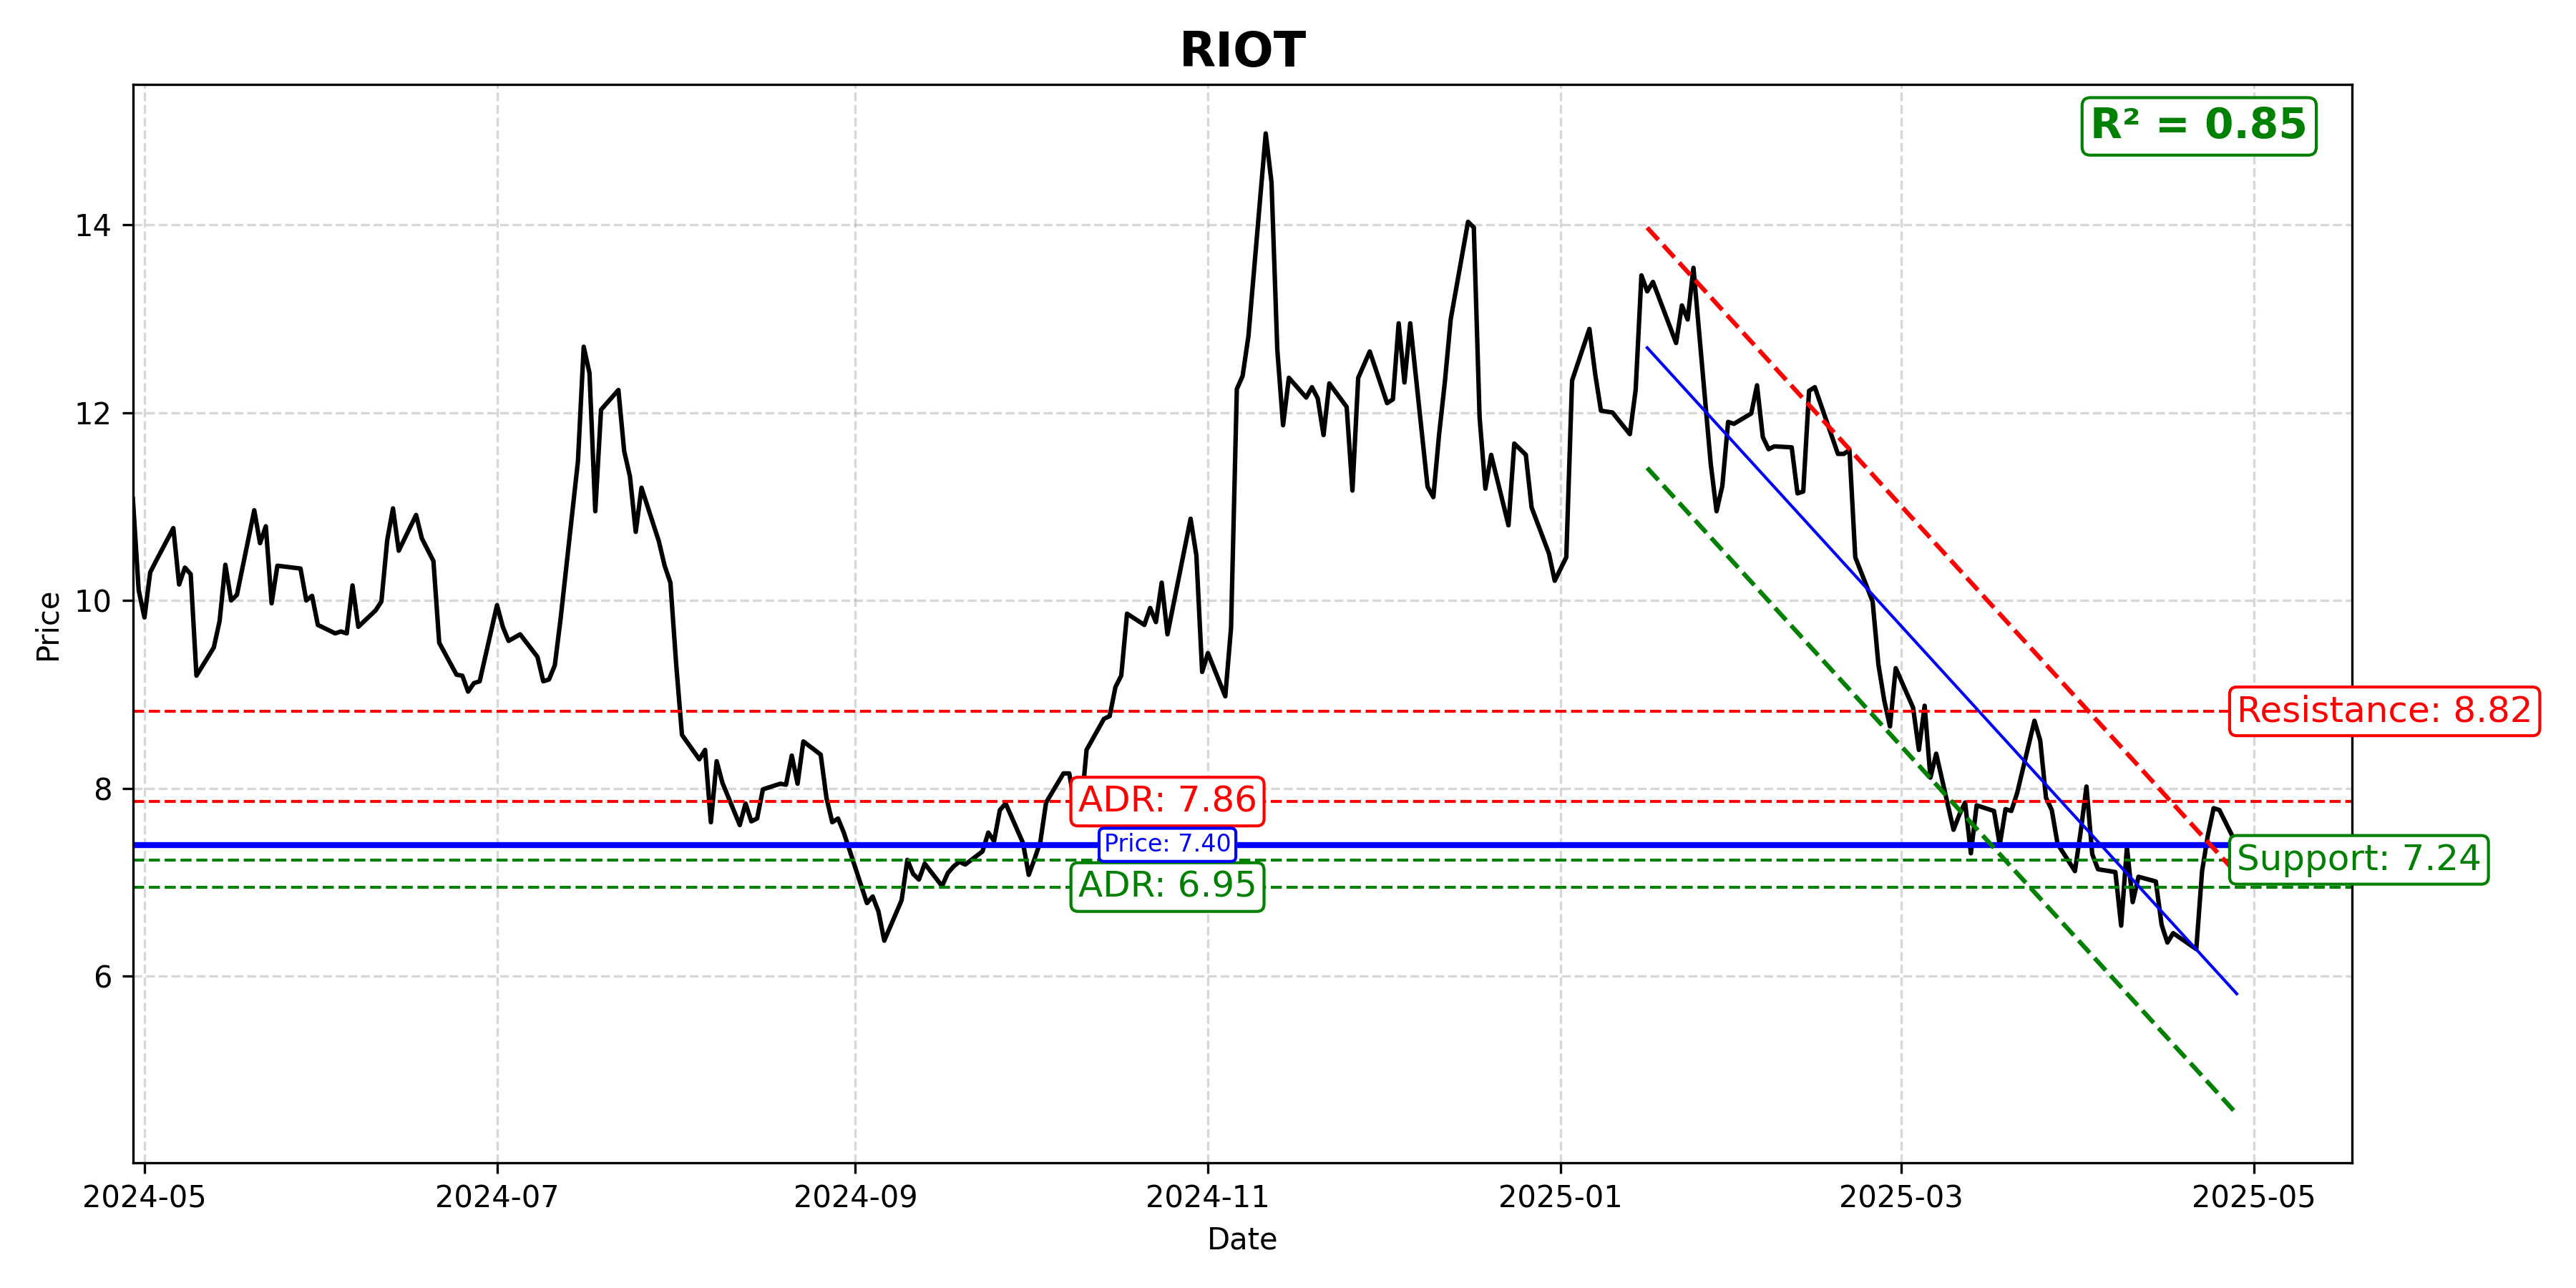 RIOT
R² = 0.85
14
12
10
8
6
Price
Resistance: 8.82
ADR: 7.86
Price: 7.40
Support: 7.24
ADR: 6.95
2024-05
2024-07
2024-09
2024-11
2025-01
2025-03
2025-05
Date